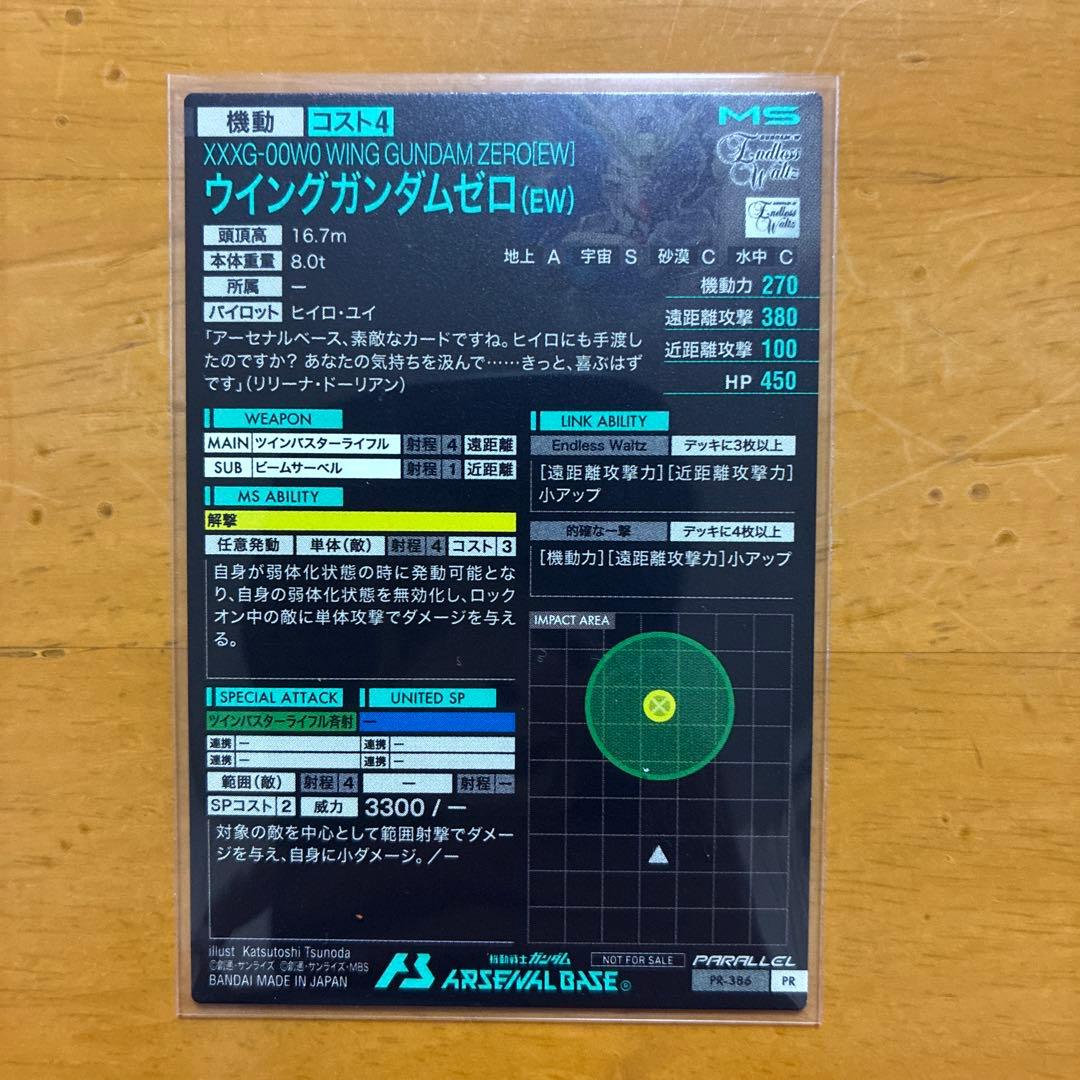 機動 コスト4
MS
XXXG-00W0 WING GUNDAM ZERO[EW]
ウイングガンダムゼロ(EW)
GUNDAM W
Endless
Waltz
Endless
Waltz
頭頂高 16.7m
本体重量 8.0t
所属 ー
パイロット ヒイロ・ユイ
地上 A 宇宙 S 砂漠 C 水中 C
機動力 270
遠距離攻撃 380
近距離攻撃 100
HP 450
「アーセナルベース、素敵なカードですね。ヒイロにも手渡し
たのですか? あなたの気持ちを汲んで……きっと、喜ぶはず
です」(リリーナ・ドーリアン)
WEAPON
MAIN ツインバスターライフル 射程 4 遠距離
SUB ビームサーベル 射程 1 近距離
MS ABILITY
解撃
任意発動 単体(敵) 射程 4 コスト 3
自身が弱体化状態の時に発動可能とな
り、自身の弱体化状態を無効化し、ロック
オン中の敵に単体攻撃でダメージを与え
る。
LINK ABILITY
Endless Waltz デッキに3枚以上
[遠距離攻撃力][近距離攻撃力]
小アップ
的確な一撃 デッキに4枚以上
[機動力][遠距離攻撃力]小アップ
IMPACT AREA
SPECIAL ATTACK UNITED SP
ツインバスターライフル斉射 ー
連携 ー 連携 ー
連携 ー 連携 ー
範囲(敵) 射程 4 ー 射程 ー
SPコスト 2 威力 3300 / ー
対象の敵を中心として範囲射撃でダメー
ジを与え、自身に小ダメージ。/ー
illust Katsutoshi Tsunoda
©創通・サンライズ ©創通・サンライズ・MBS
BANDAI MADE IN JAPAN
機動戦士ガンダム
AB ARSENAL BASE®
NOT FOR SALE
PARALLEL
PR-386 PR